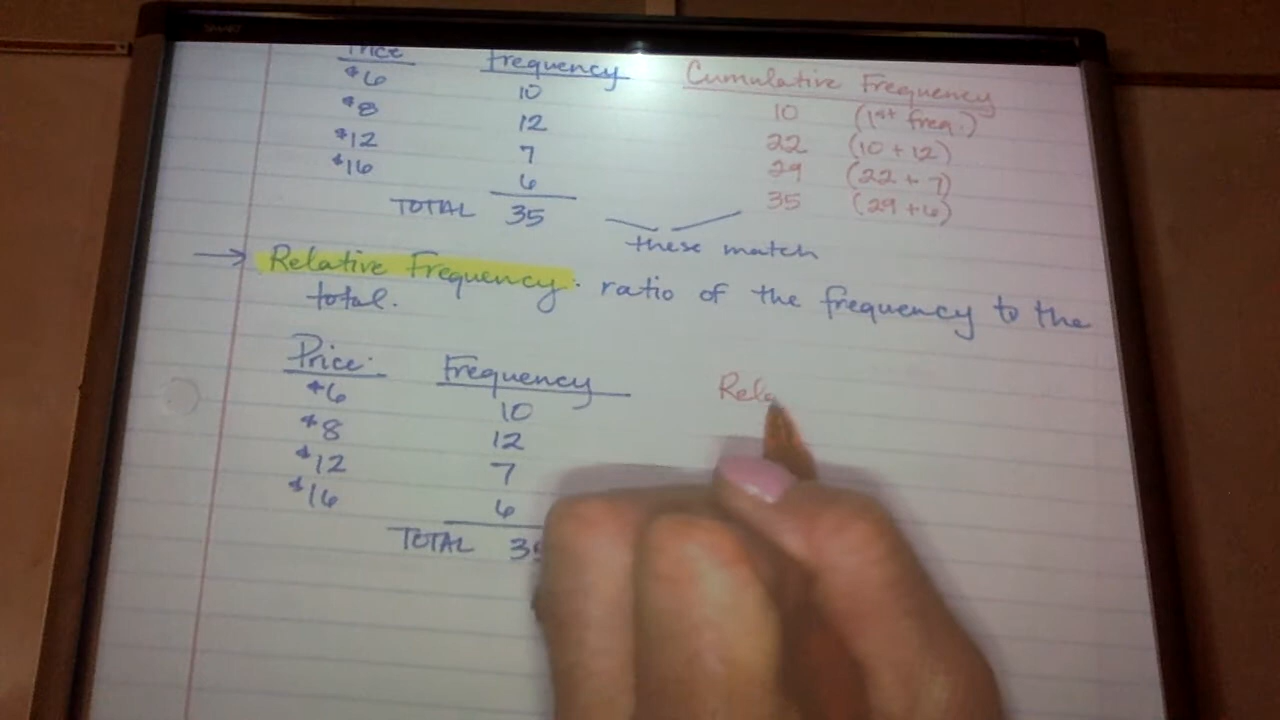 Price Frequency Cumulative Frequency
$6 10 10 (1st freq.)
$8 12 22 (10 + 12)
$12 7 29 (22 + 7)
$16 6 35 (29 + 6)
TOTAL 35
these match
→ Relative Frequency: ratio of the frequency to the
total.
Price Frequency Rela
$6 10
$8 12
$12 7
$16 6
TOTAL 35